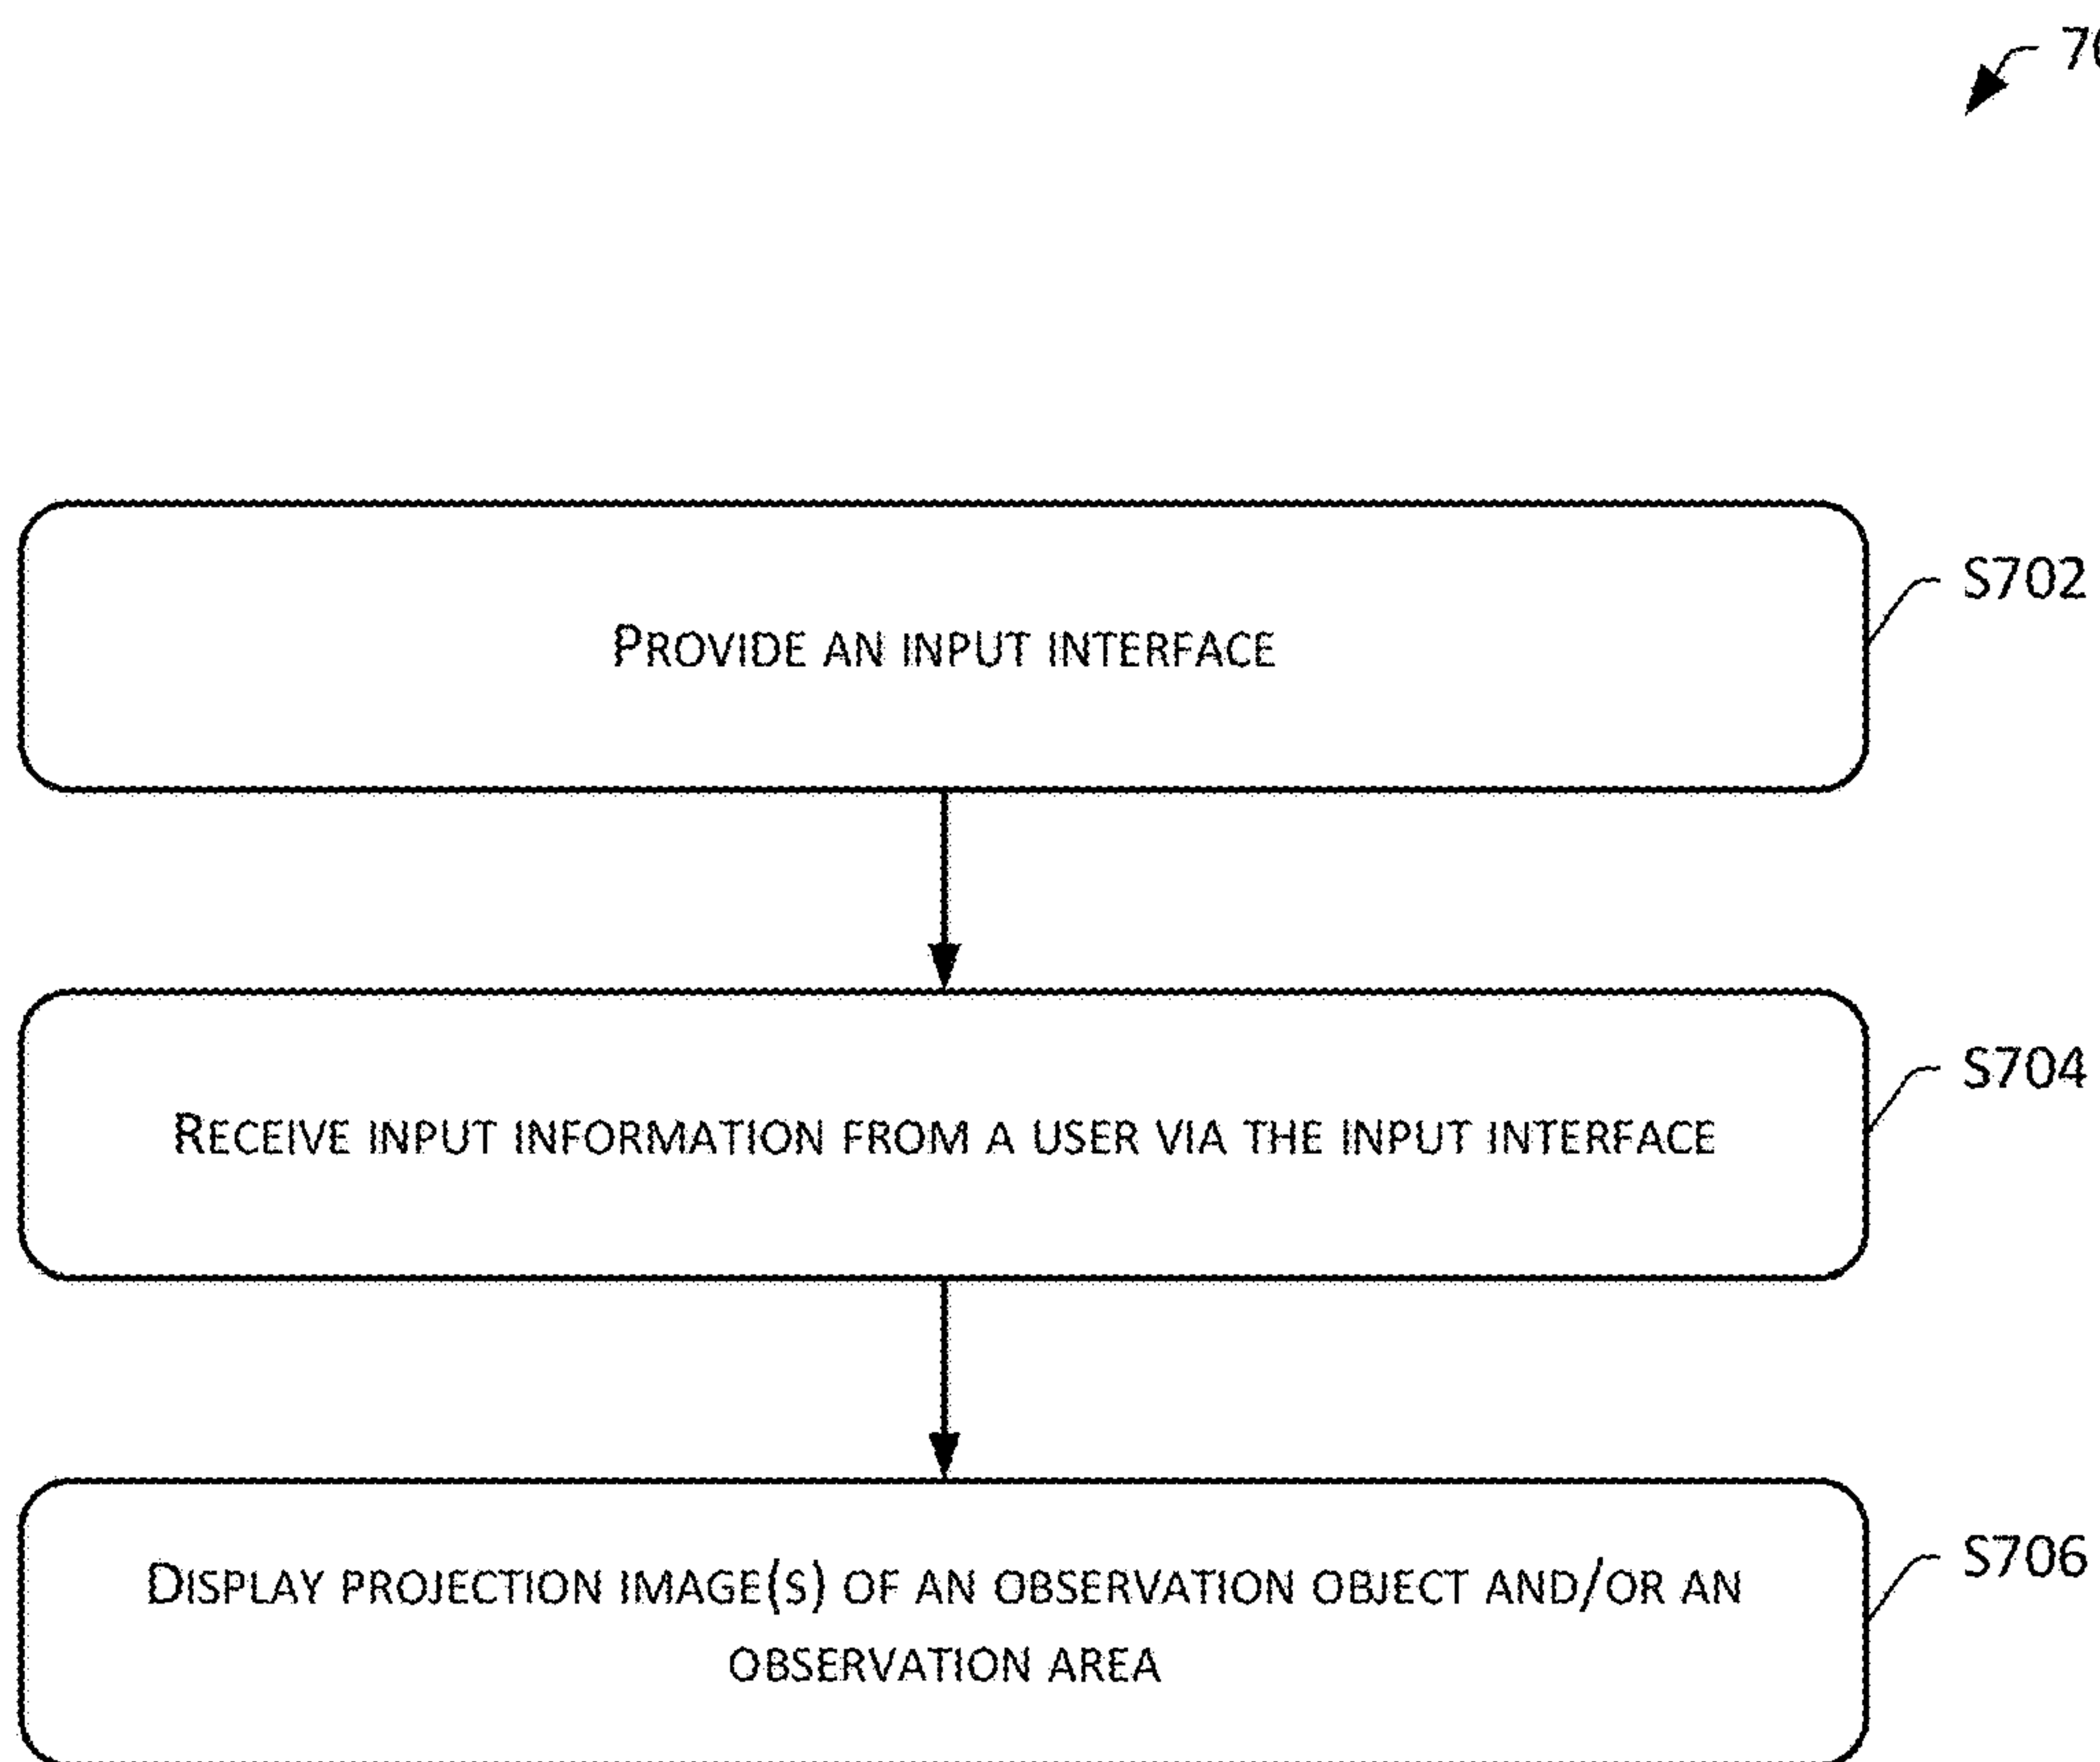 PROVIDE AN INPUT INTERFACE
S702
RECEIVE INPUT INFORMATION FROM A USER VIA THE INPUT INTERFACE
S704
DISPLAY PROJECTION IMAGE(S) OF AN OBSERVATION OBJECT AND/OR AN
OBSERVATION AREA
S706